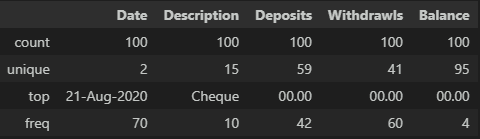 Date Description Deposits Withdrawls Balance
count 100 100 100 100 100
unique 2 15 59 41 95
top 21-Aug-2020 Cheque 00.00 00.00 00.00
freq 70 10 42 60 4